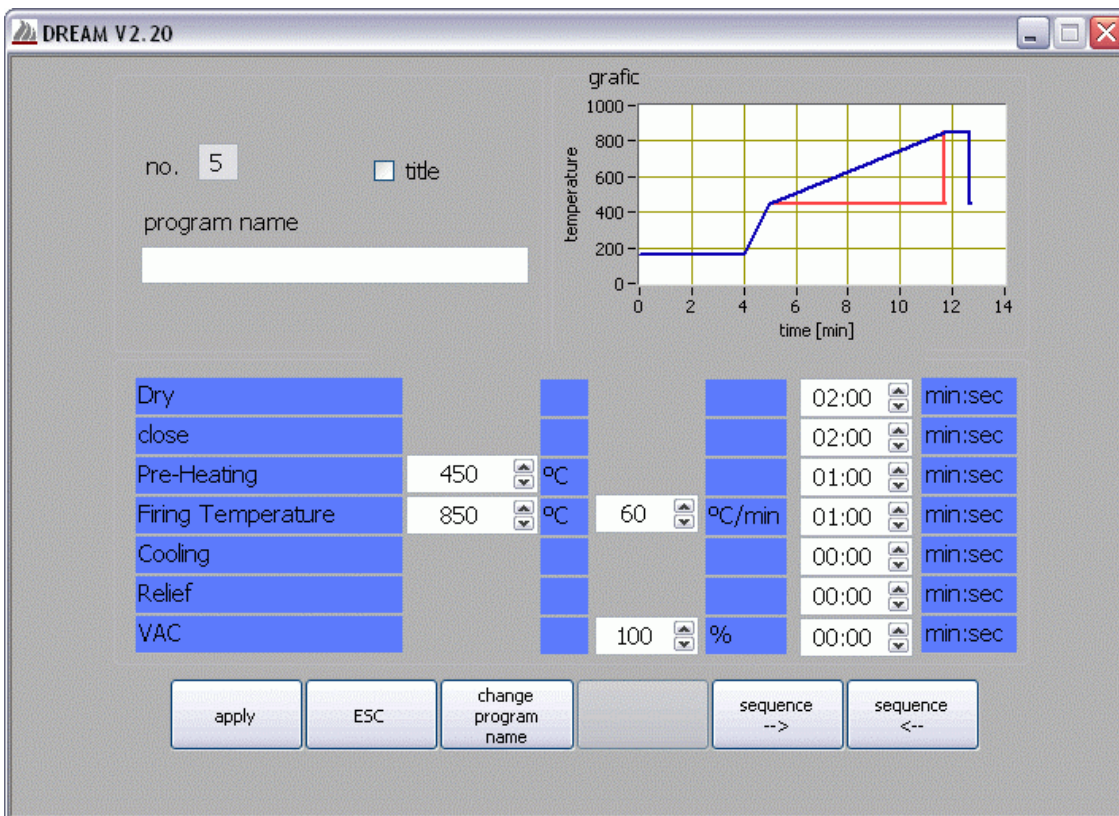 DREAM V2.20
no. 5
title
program name
grafic
temperature
1000
800
600
400
200
0
0 2 4 6 8 10 12 14
time [min]
Dry 02:00 min:sec
close 02:00 min:sec
Pre-Heating 450 ºC 01:00 min:sec
Firing Temperature 850 ºC 60 ºC/min 01:00 min:sec
Cooling 00:00 min:sec
Relief 00:00 min:sec
VAC 100 % 00:00 min:sec
apply
ESC
change
program
name
sequence
-->
sequence
<--